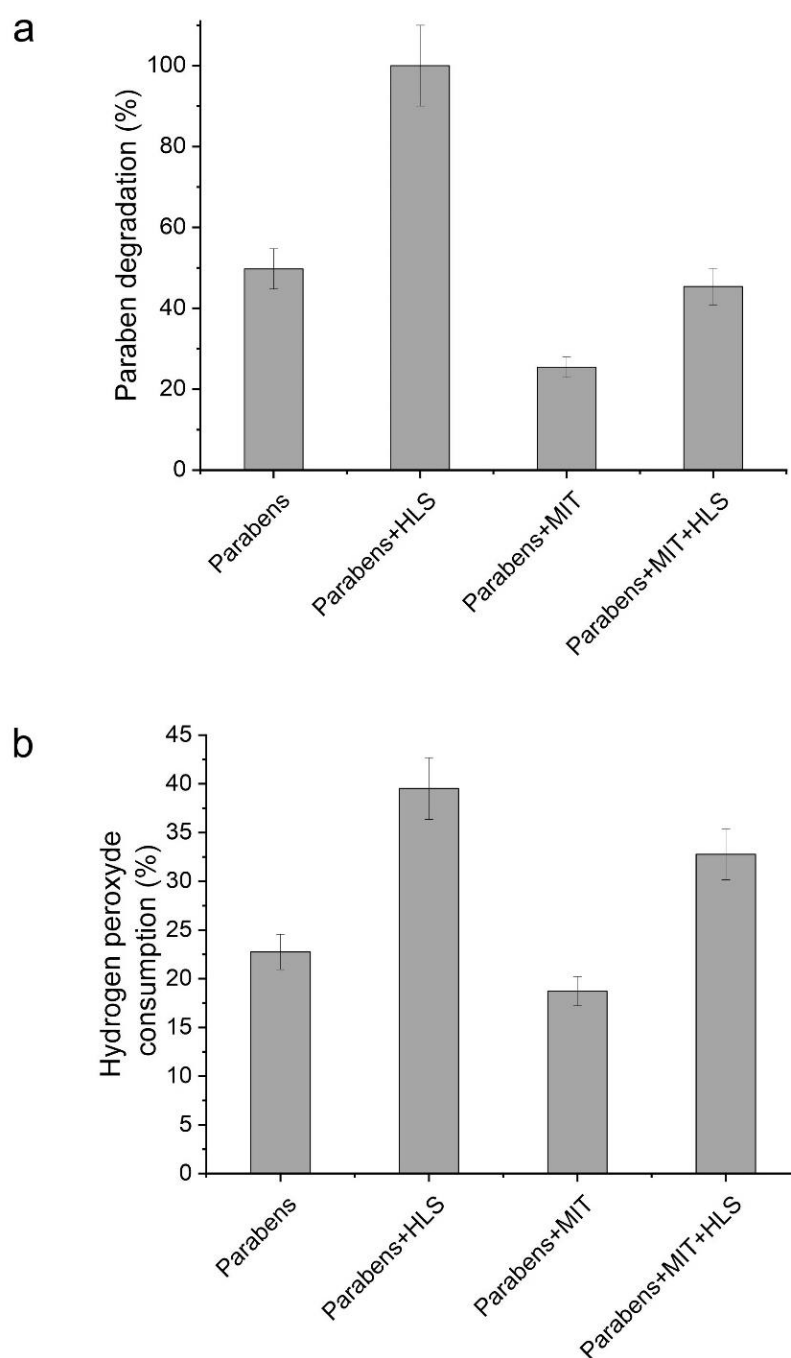 a
Paraben degradation (%)
100
80
60
40
20
0
Parabens
Parabens+HLS
Parabens+MIT
Parabens+MIT+HLS
b
Hydrogen peroxyde
consumption (%)
45
40
35
30
25
20
15
10
5
0
Parabens
Parabens+HLS
Parabens+MIT
Parabens+MIT+HLS